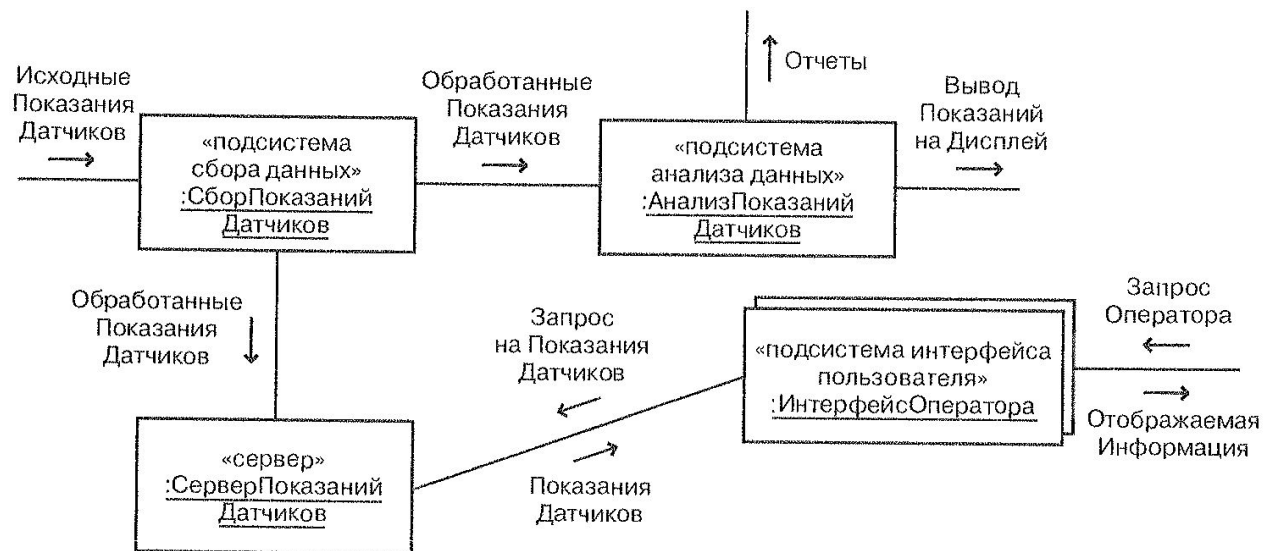 Отчеты
Исходные
Показания
Датчиков
Обработанные
Показания
Датчиков
Вывод
Показаний
на Дисплей
«подсистема
сбора данных»
:СборПоказаний
Датчиков
«подсистема
анализа данных»
:АнализПоказаний
Датчиков
Обработанные
Показания
Датчиков
Запрос
на Показания
Датчиков
«подсистема интерфейса
пользователя»
:ИнтерфейсОператора
Запрос
Оператора
Отображаемая
Информация
«сервер»
:СерверПоказаний
Датчиков
Показания
Датчиков